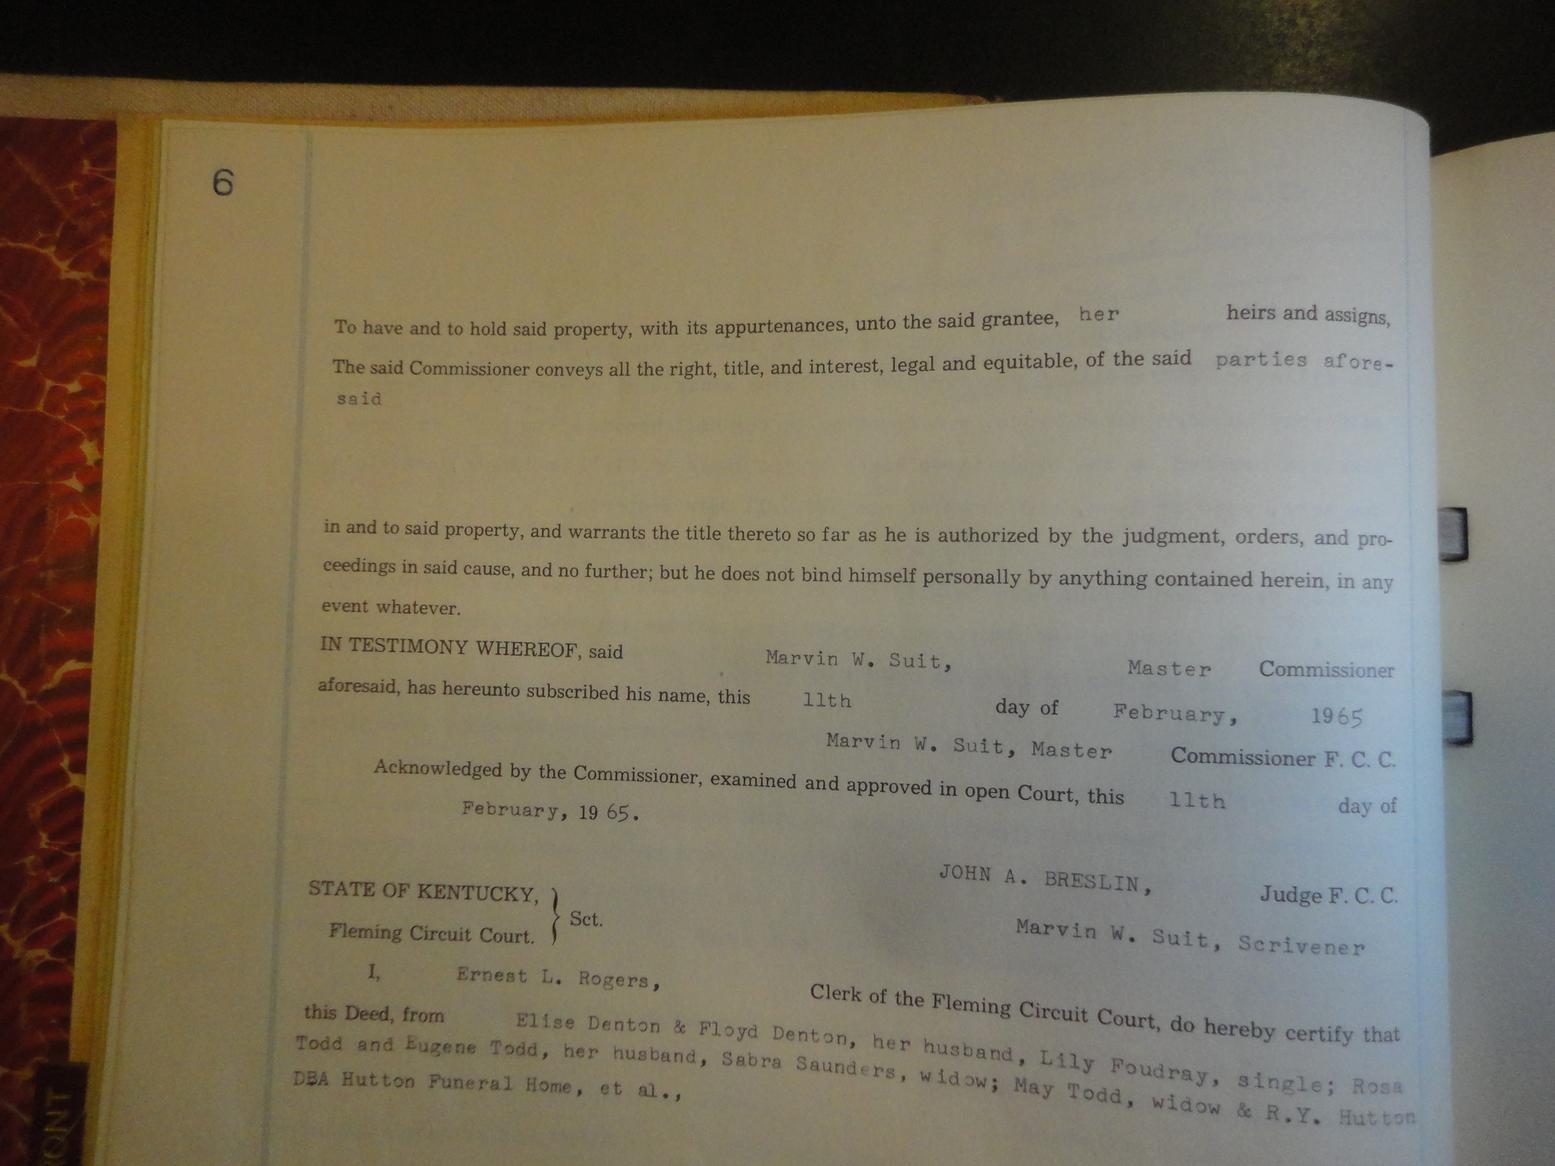 6
To have and to hold said property, with its appurtenances, unto the said grantee, her heirs and assigns,
The said Commissioner conveys all the right, title, and interest, legal and equitable, of the said parties afore-
said
in and to said property, and warrants the title thereto so far as he is authorized by the judgment, orders, and pro-
ceedings in said cause, and no further; but he does not bind himself personally by anything contained herein, in any
event whatever.
IN TESTIMONY WHEREOF, said Marvin W. Suit, Master Commissioner
aforesaid, has hereunto subscribed his name, this 11th day of February, 1965
Marvin W. Suit, Master Commissioner F. C. C.
Acknowledged by the Commissioner, examined and approved in open Court, this 11th day of
February, 1965.
JOHN A. BRESLIN, Judge F. C. C.
STATE OF KENTUCKY, } Sct.
Fleming Circuit Court.
Marvin W. Suit, Scrivener
I, Ernest L. Rogers, Clerk of the Fleming Circuit Court, do hereby certify that
this Deed, from Elise Denton & Floyd Denton, her husband, Lily Foudray, single; Rosa
Todd and Eugene Todd, her husband, Sabra Saunders, widow; May Todd, widow & R.Y. Hutton
DBA Hutton Funeral Home, et al.,